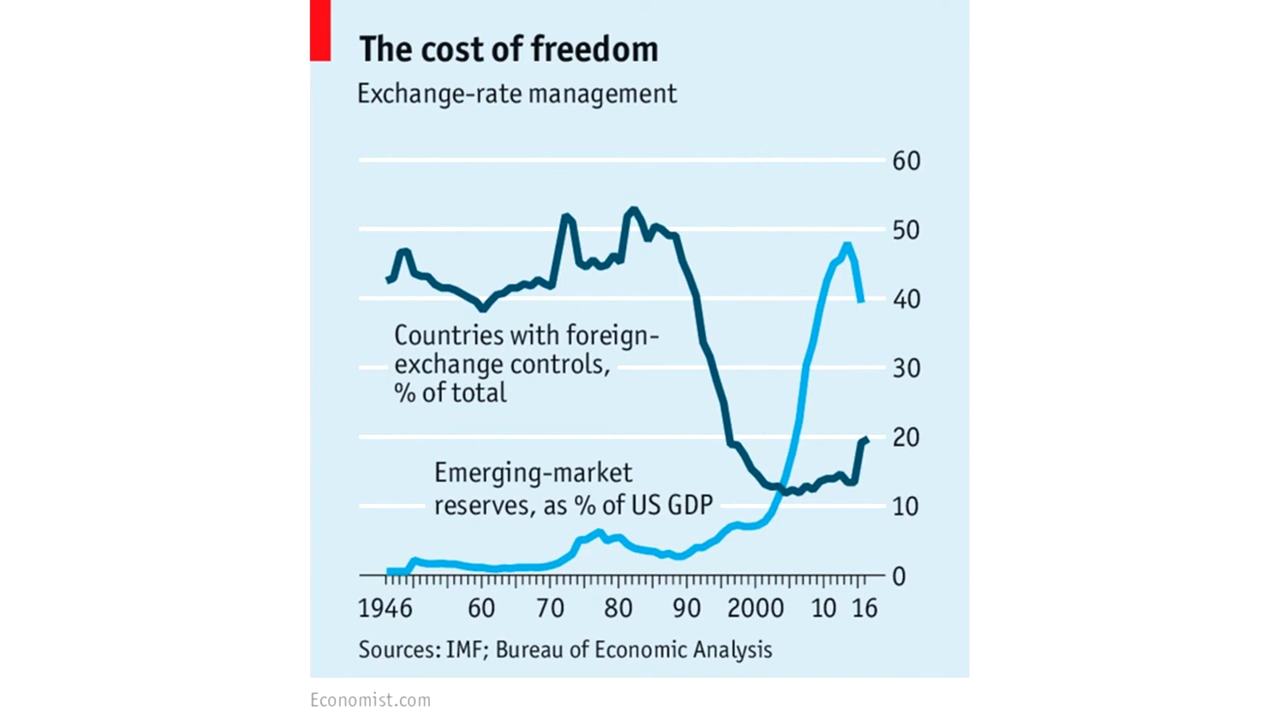 The cost of freedom
Exchange-rate management
60
50
40
30
20
10
0
Countries with foreign-
exchange controls,
% of total
Emerging-market
reserves, as % of US GDP
1946 60 70 80 90 2000 10 16
Sources: IMF; Bureau of Economic Analysis
Economist.com